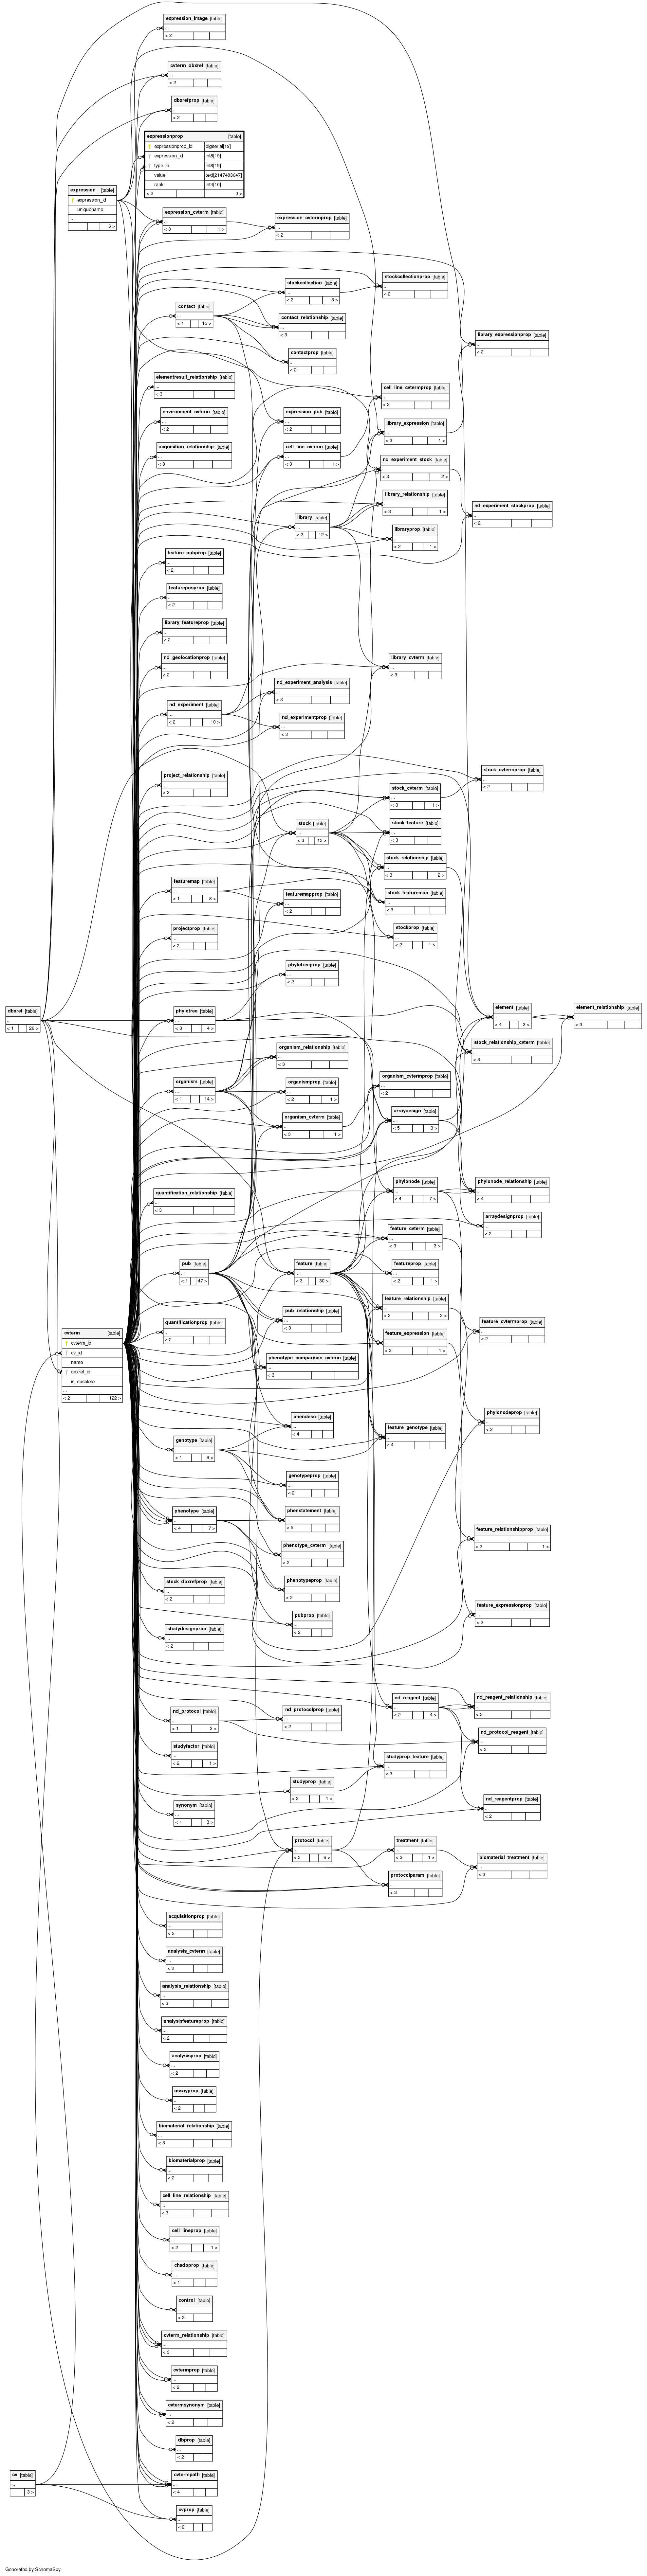 expression_image [table]
...
< 2
cvterm_dbxref [table]
...
< 2
dbxrefprop [table]
...
< 2
expressionprop [table]
expressionprop_id bigserial[19]
expression_id int8[19]
type_id int8[19]
value text[2147483647]
rank int4[10]
< 2 0 >
expression [table]
expression_id
uniquename
...
6 >
expression_cvterm [table]
...
< 3 1 >
expression_cvtermprop [table]
...
< 2
stockcollection [table]
...
< 2 3 >
stockcollectionprop [table]
...
< 2
contact [table]
...
< 1 15 >
contact_relationship [table]
...
< 3
library_expressionprop [table]
...
< 2
contactprop [table]
...
< 2
elementresult_relationship [table]
...
< 3
cell_line_cvtermprop [table]
...
< 2
environment_cvterm [table]
...
< 2
expression_pub [table]
...
< 2
library_expression [table]
...
< 3 1 >
acquisition_relationship [table]
...
< 3
cell_line_cvterm [table]
...
< 3 1 >
nd_experiment_stock [table]
...
< 3 2 >
library_relationship [table]
...
< 3 1 >
nd_experiment_stockprop [table]
...
< 2
library [table]
...
< 2 12 >
libraryprop [table]
...
< 2 1 >
feature_pubprop [table]
...
< 2
featureposprop [table]
...
< 2
library_featureprop [table]
...
< 2
nd_geolocationprop [table]
...
< 2
library_cvterm [table]
...
< 3
nd_experiment_analysis [table]
...
< 3
nd_experiment [table]
...
< 2 10 >
nd_experimentprop [table]
...
< 2
project_relationship [table]
...
< 3
stock_cvtermprop [table]
...
< 2
stock_cvterm [table]
...
< 3 1 >
stock [table]
...
< 3 13 >
stock_feature [table]
...
< 3
stock_relationship [table]
...
< 3 2 >
featuremap [table]
...
< 1 8 >
featuremapprop [table]
...
< 2
stock_featuremap [table]
...
< 3
projectprop [table]
...
< 2
stockprop [table]
...
< 2 1 >
phylotreeprop [table]
...
< 2
dbxref [table]
...
< 1 26 >
phylotree [table]
...
< 3 4 >
element [table]
...
< 4 3 >
element_relationship [table]
...
< 3
organism_relationship [table]
...
< 3
stock_relationship_cvterm [table]
...
< 3
organism [table]
...
< 1 14 >
organismprop [table]
...
< 2 1 >
organism_cvtermprop [table]
...
< 2
organism_cvterm [table]
...
< 3 1 >
arraydesign [table]
...
< 5 3 >
quantification_relationship [table]
...
< 3
phylonode [table]
...
< 4 7 >
phylonode_relationship [table]
...
< 4
arraydesignprop [table]
...
< 2
feature_cvterm [table]
...
< 3 3 >
pub [table]
...
< 1 47 >
feature [table]
...
< 3 30 >
featureprop [table]
...
< 2 1 >
pub_relationship [table]
...
< 3
feature_relationship [table]
...
< 3 2 >
quantificationprop [table]
...
< 2
feature_cvtermprop [table]
...
< 2
feature_expression [table]
...
< 3 1 >
cvterm [table]
cvterm_id
cv_id
name
dbxref_id
is_obsolete
...
< 2 122 >
phenotype_comparison_cvterm [table]
...
< 3
phendesc [table]
...
< 4
phylonodeprop [table]
...
< 2
feature_genotype [table]
...
< 4
genotype [table]
...
< 1 8 >
genotypeprop [table]
...
< 2
phenotype [table]
...
< 4 7 >
phenstatement [table]
...
< 5
feature_relationshipprop [table]
...
< 2 1 >
phenotype_cvterm [table]
...
< 2
stock_dbxrefprop [table]
...
< 2
phenotypeprop [table]
...
< 2
feature_expressionprop [table]
...
< 2
pubprop [table]
...
< 2
studydesignprop [table]
...
< 2
nd_reagent [table]
...
< 2 4 >
nd_reagent_relationship [table]
...
< 3
nd_protocol [table]
...
< 1 3 >
nd_protocolprop [table]
...
< 2
nd_protocol_reagent [table]
...
< 3
studyfactor [table]
...
< 2 1 >
studyprop_feature [table]
...
< 3
studyprop [table]
...
< 2 1 >
nd_reagentprop [table]
...
< 2
synonym [table]
...
< 1 3 >
protocol [table]
...
< 3 6 >
treatment [table]
...
< 3 1 >
biomaterial_treatment [table]
...
< 3
protocolparam [table]
...
< 3
acquisitionprop [table]
...
< 2
analysis_cvterm [table]
...
< 2
analysis_relationship [table]
...
< 3
analysisfeatureprop [table]
...
< 2
analysisprop [table]
...
< 2
assayprop [table]
...
< 2
biomaterial_relationship [table]
...
< 3
biomaterialprop [table]
...
< 2
cell_line_relationship [table]
...
< 3
cell_lineprop [table]
...
< 2 1 >
chadoprop [table]
...
< 1
control [table]
...
< 3
cvterm_relationship [table]
...
< 3
cvtermprop [table]
...
< 2
cvtermsynonym [table]
...
< 2
dbprop [table]
...
< 2
cv [table]
...
3 >
cvtermpath [table]
...
< 4
cvprop [table]
...
< 2
Generated by SchemaSpy